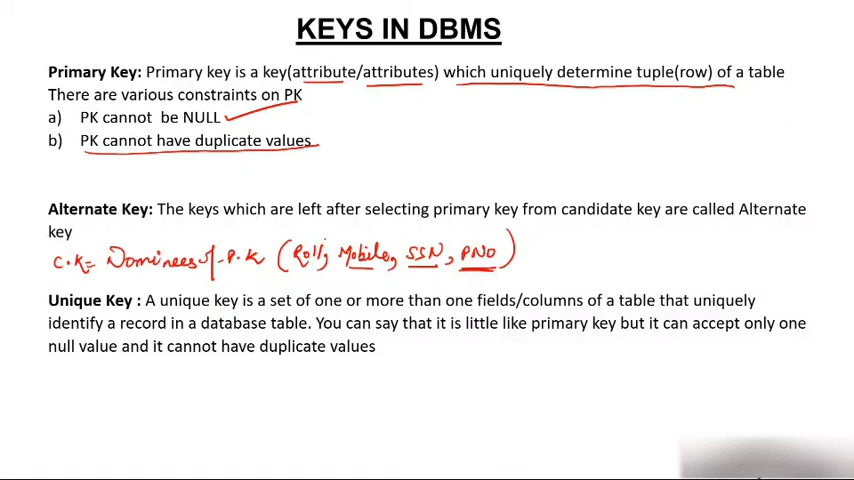 KEYS IN DBMS
Primary Key: Primary key is a key(attribute/attributes) which uniquely determine tuple(row) of a table
There are various constraints on PK
a) PK cannot be NULL
b) PK cannot have duplicate values
Alternate Key: The keys which are left after selecting primary key from candidate key are called Alternate
key
C.K= Nominees of P.K (Roll, Mobile, SSN, PNO)
Unique Key : A unique key is a set of one or more than one fields/columns of a table that uniquely
identify a record in a database table. You can say that it is little like primary key but it can accept only one
null value and it cannot have duplicate values